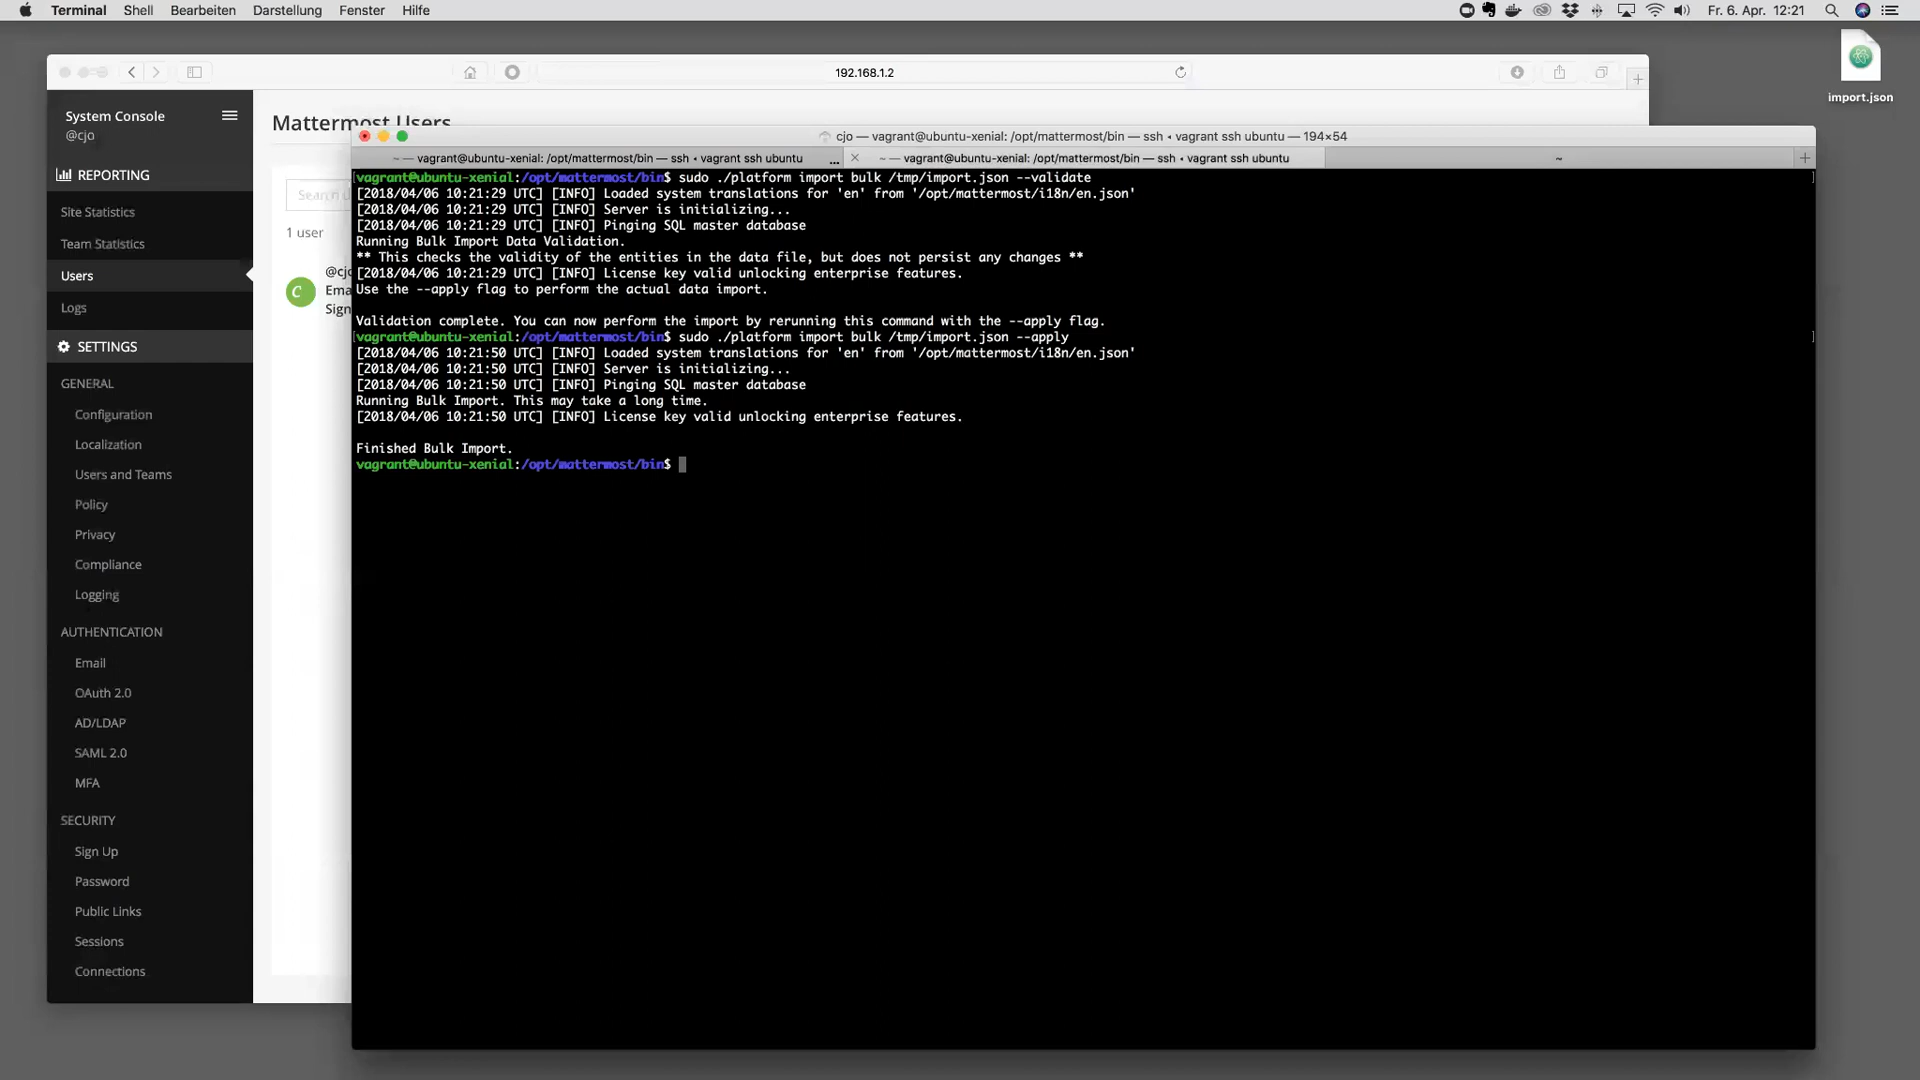 Terminal Shell Bearbeiten Darstellung Fenster Hilfe
Fr. 6. Apr. 12:21
192.168.1.2
import.json
System Console
@cjo
REPORTING
Site Statistics
Team Statistics
Users
Logs
SETTINGS
GENERAL
Configuration
Localization
Users and Teams
Policy
Privacy
Compliance
Logging
AUTHENTICATION
Email
OAuth 2.0
AD/LDAP
SAML 2.0
MFA
SECURITY
Sign Up
Password
Public Links
Sessions
Connections
Mattermost Users
Search
1 user
C
@cjo
Ema
Sign
cjo — vagrant@ubuntu-xenial: /opt/mattermost/bin — ssh ◂ vagrant ssh ubuntu — 194×54
~ — vagrant@ubuntu-xenial: /opt/mattermost/bin — ssh ◂ vagrant ssh ubuntu ...
~ — vagrant@ubuntu-xenial: /opt/mattermost/bin — ssh ◂ vagrant ssh ubuntu
~
[vagrant@ubuntu-xenial:/opt/mattermost/bin$ sudo ./platform import bulk /tmp/import.json --validate ]
[2018/04/06 10:21:29 UTC] [INFO] Loaded system translations for 'en' from '/opt/mattermost/i18n/en.json'
[2018/04/06 10:21:29 UTC] [INFO] Server is initializing...
[2018/04/06 10:21:29 UTC] [INFO] Pinging SQL master database
Running Bulk Import Data Validation.
** This checks the validity of the entities in the data file, but does not persist any changes **
[2018/04/06 10:21:29 UTC] [INFO] License key valid unlocking enterprise features.
Use the --apply flag to perform the actual data import.
Validation complete. You can now perform the import by rerunning this command with the --apply flag.
[vagrant@ubuntu-xenial:/opt/mattermost/bin$ sudo ./platform import bulk /tmp/import.json --apply ]
[2018/04/06 10:21:50 UTC] [INFO] Loaded system translations for 'en' from '/opt/mattermost/i18n/en.json'
[2018/04/06 10:21:50 UTC] [INFO] Server is initializing...
[2018/04/06 10:21:50 UTC] [INFO] Pinging SQL master database
Running Bulk Import. This may take a long time.
[2018/04/06 10:21:50 UTC] [INFO] License key valid unlocking enterprise features.
Finished Bulk Import.
vagrant@ubuntu-xenial:/opt/mattermost/bin$